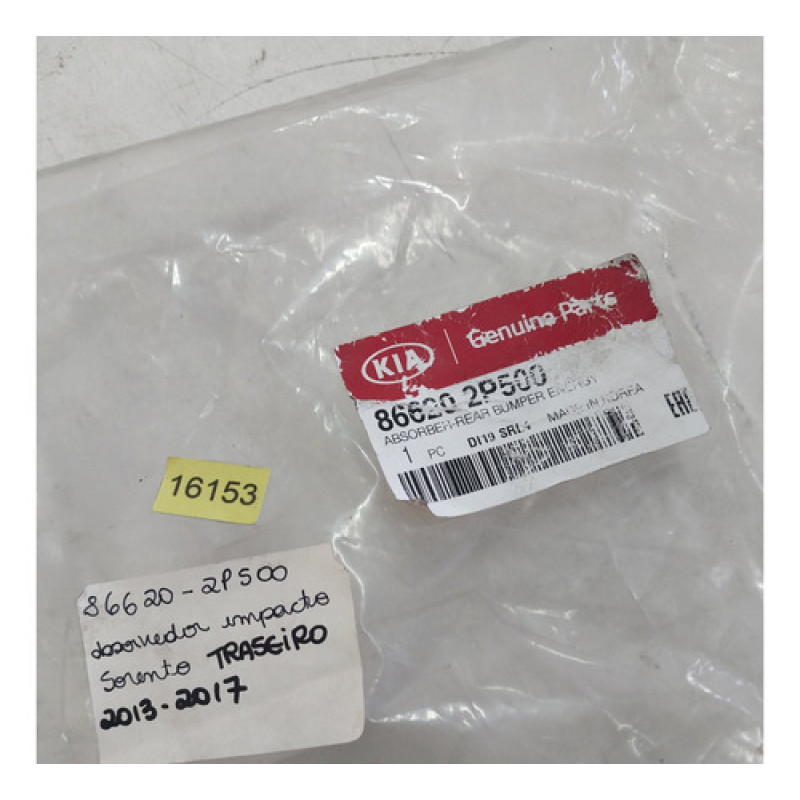 KIA Genuine Parts
86620 2P500
ABSORBER-REAR BUMPER ENERGY
1 PC MADE IN KOREA
EAC
16153
86620-2P500
absorvedor impacto
Sorento TRASEIRO
2013-2017